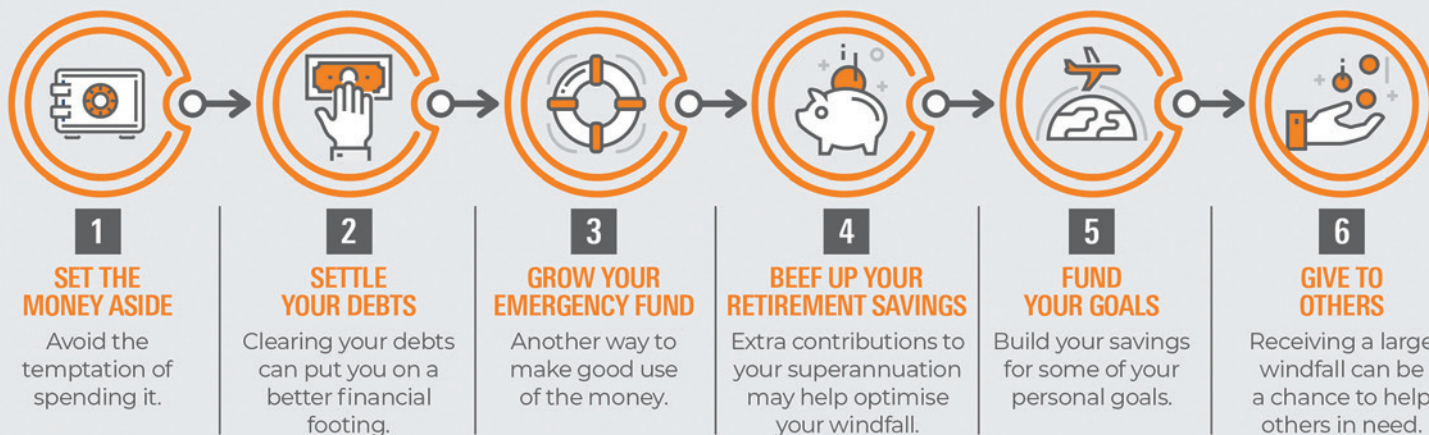 1
SET THE
MONEY ASIDE
Avoid the
temptation of
spending it.
2
SETTLE
YOUR DEBTS
Clearing your debts
can put you on a
better financial
footing.
3
GROW YOUR
EMERGENCY FUND
Another way to
make good use
of the money.
4
BEEF UP YOUR
RETIREMENT SAVINGS
Extra contributions to
your superannuation
may help optimise
your windfall.
5
FUND
YOUR GOALS
Build your savings
for some of your
personal goals.
6
GIVE TO
OTHERS
Receiving a large
windfall can be
a chance to help
others in need.